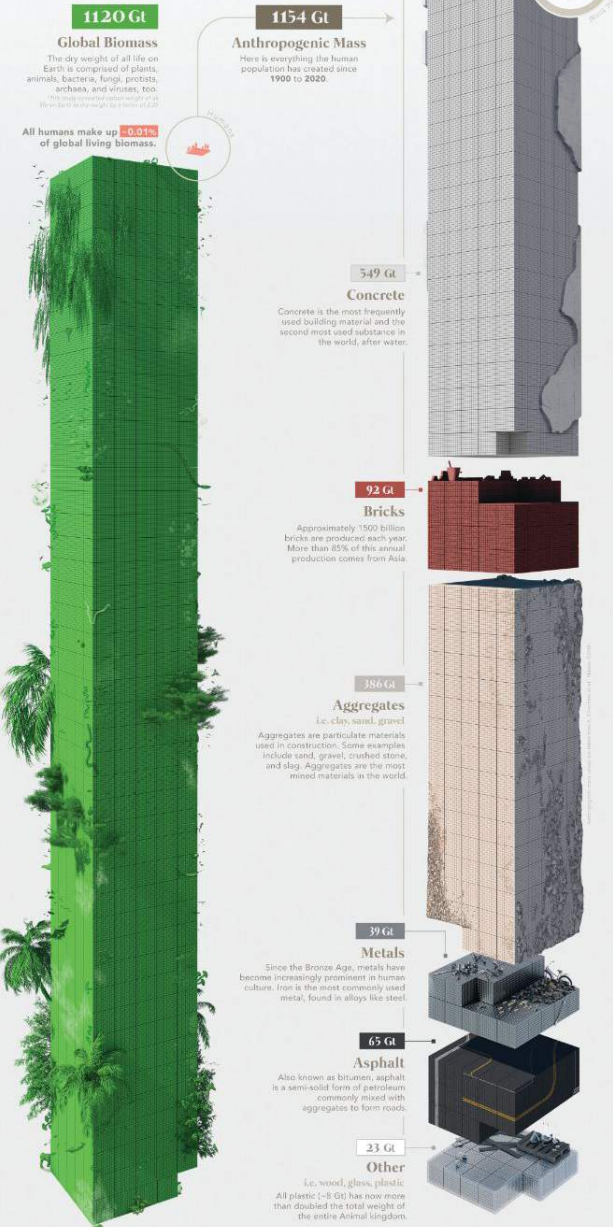 1120 Gt
Global Biomass
The dry weight of all life on
Earth is comprised of plants,
animals, bacteria, fungi, protists,
archaea, and viruses, too.
All humans make up ~0.01%
of global living biomass.
HUMANS
1154 Gt
Anthropogenic Mass
Here is everything the human
population has created since
1900 to 2020.
549 Gt
Concrete
Concrete is the most frequently
used building material and the
second most used substance in
the world, after water.
92 Gt
Bricks
Approximately 1500 billion
bricks are produced each year.
More than 85% of this annual
production comes from Asia.
386 Gt
Aggregates
i.e. clay, sand, gravel
Aggregates are particulate materials
used in construction. Some examples
include sand, gravel, crushed stone,
and slag. Aggregates are the most
mined materials in the world.
39 Gt
Metals
Since the Bronze Age, metals have
become increasingly prominent in human
culture. Iron is the most commonly used
metal, found in alloys like steel.
65 Gt
Asphalt
Also known as bitumen, asphalt
is a semi-solid form of petroleum
commonly mixed with
aggregates to form roads.
23 Gt
Other
i.e. wood, glass, plastic
All plastic (~8 Gt) has now more
than doubled the total weight of
the entire Animal kingdom.